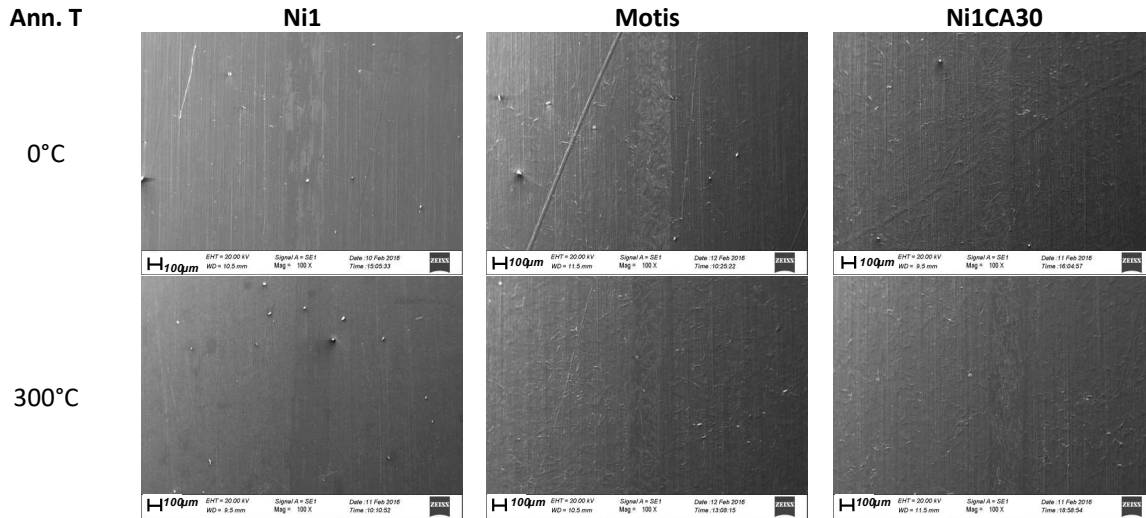 Ann. T Ni1 Motis Ni1CA30
0°C
100µm EHT = 20.00 kV Signal A = SE1 Date :10 Feb 2016 ZEISS
WD = 10.5 mm Mag = 100 X Time :15:05:33
100µm EHT = 20.00 kV Signal A = SE1 Date :12 Feb 2016 ZEISS
WD = 11.5 mm Mag = 100 X Time :10:25:22
100µm EHT = 20.00 kV Signal A = SE1 Date :11 Feb 2016 ZEISS
WD = 9.5 mm Mag = 100 X Time :16:04:57
300°C
100µm EHT = 20.00 kV Signal A = SE1 Date :11 Feb 2016 ZEISS
WD = 9.5 mm Mag = 100 X Time :10:10:52
100µm EHT = 20.00 kV Signal A = SE1 Date :12 Feb 2016 ZEISS
WD = 10.5 mm Mag = 100 X Time :13:08:15
100µm EHT = 20.00 kV Signal A = SE1 Date :11 Feb 2016 ZEISS
WD = 11.5 mm Mag = 100 X Time :18:58:54